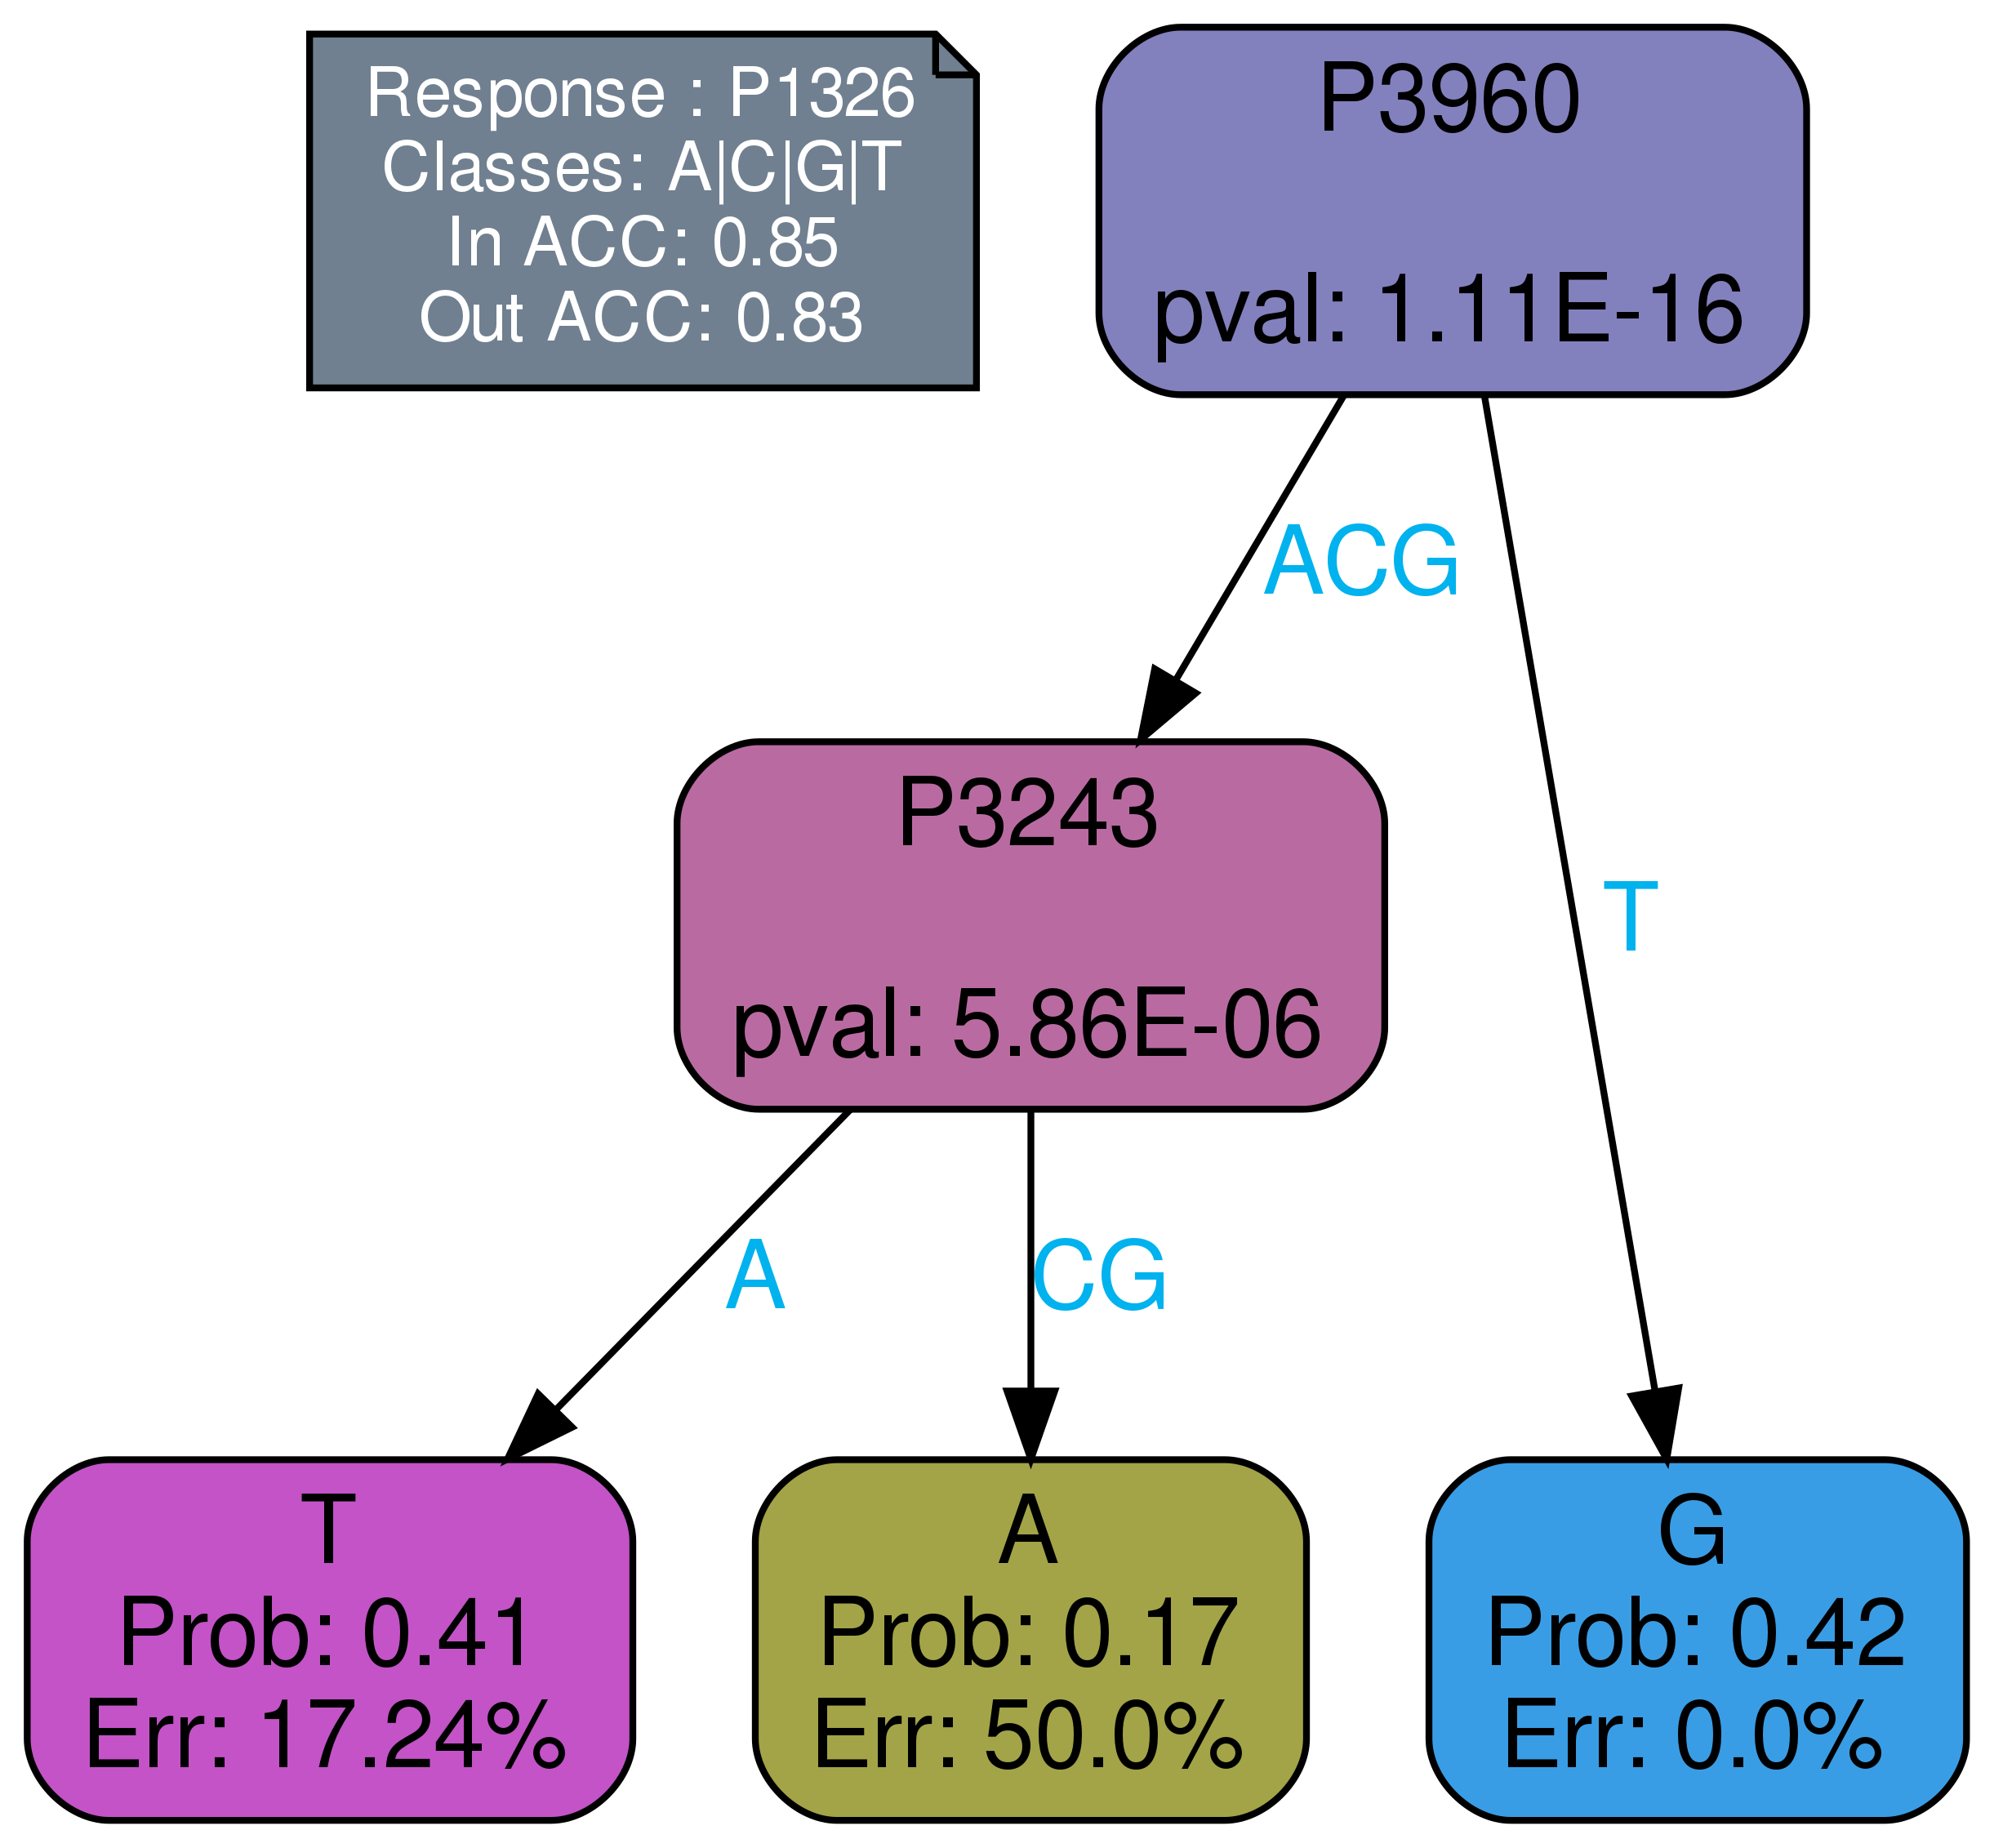 Response : P1326
Classes: A|C|G|T
In ACC: 0.85
Out ACC: 0.83
P3960
pval: 1.11E-16
ACG
T
P3243
pval: 5.86E-06
A
CG
T
Prob: 0.41
Err: 17.24%
A
Prob: 0.17
Err: 50.0%
G
Prob: 0.42
Err: 0.0%